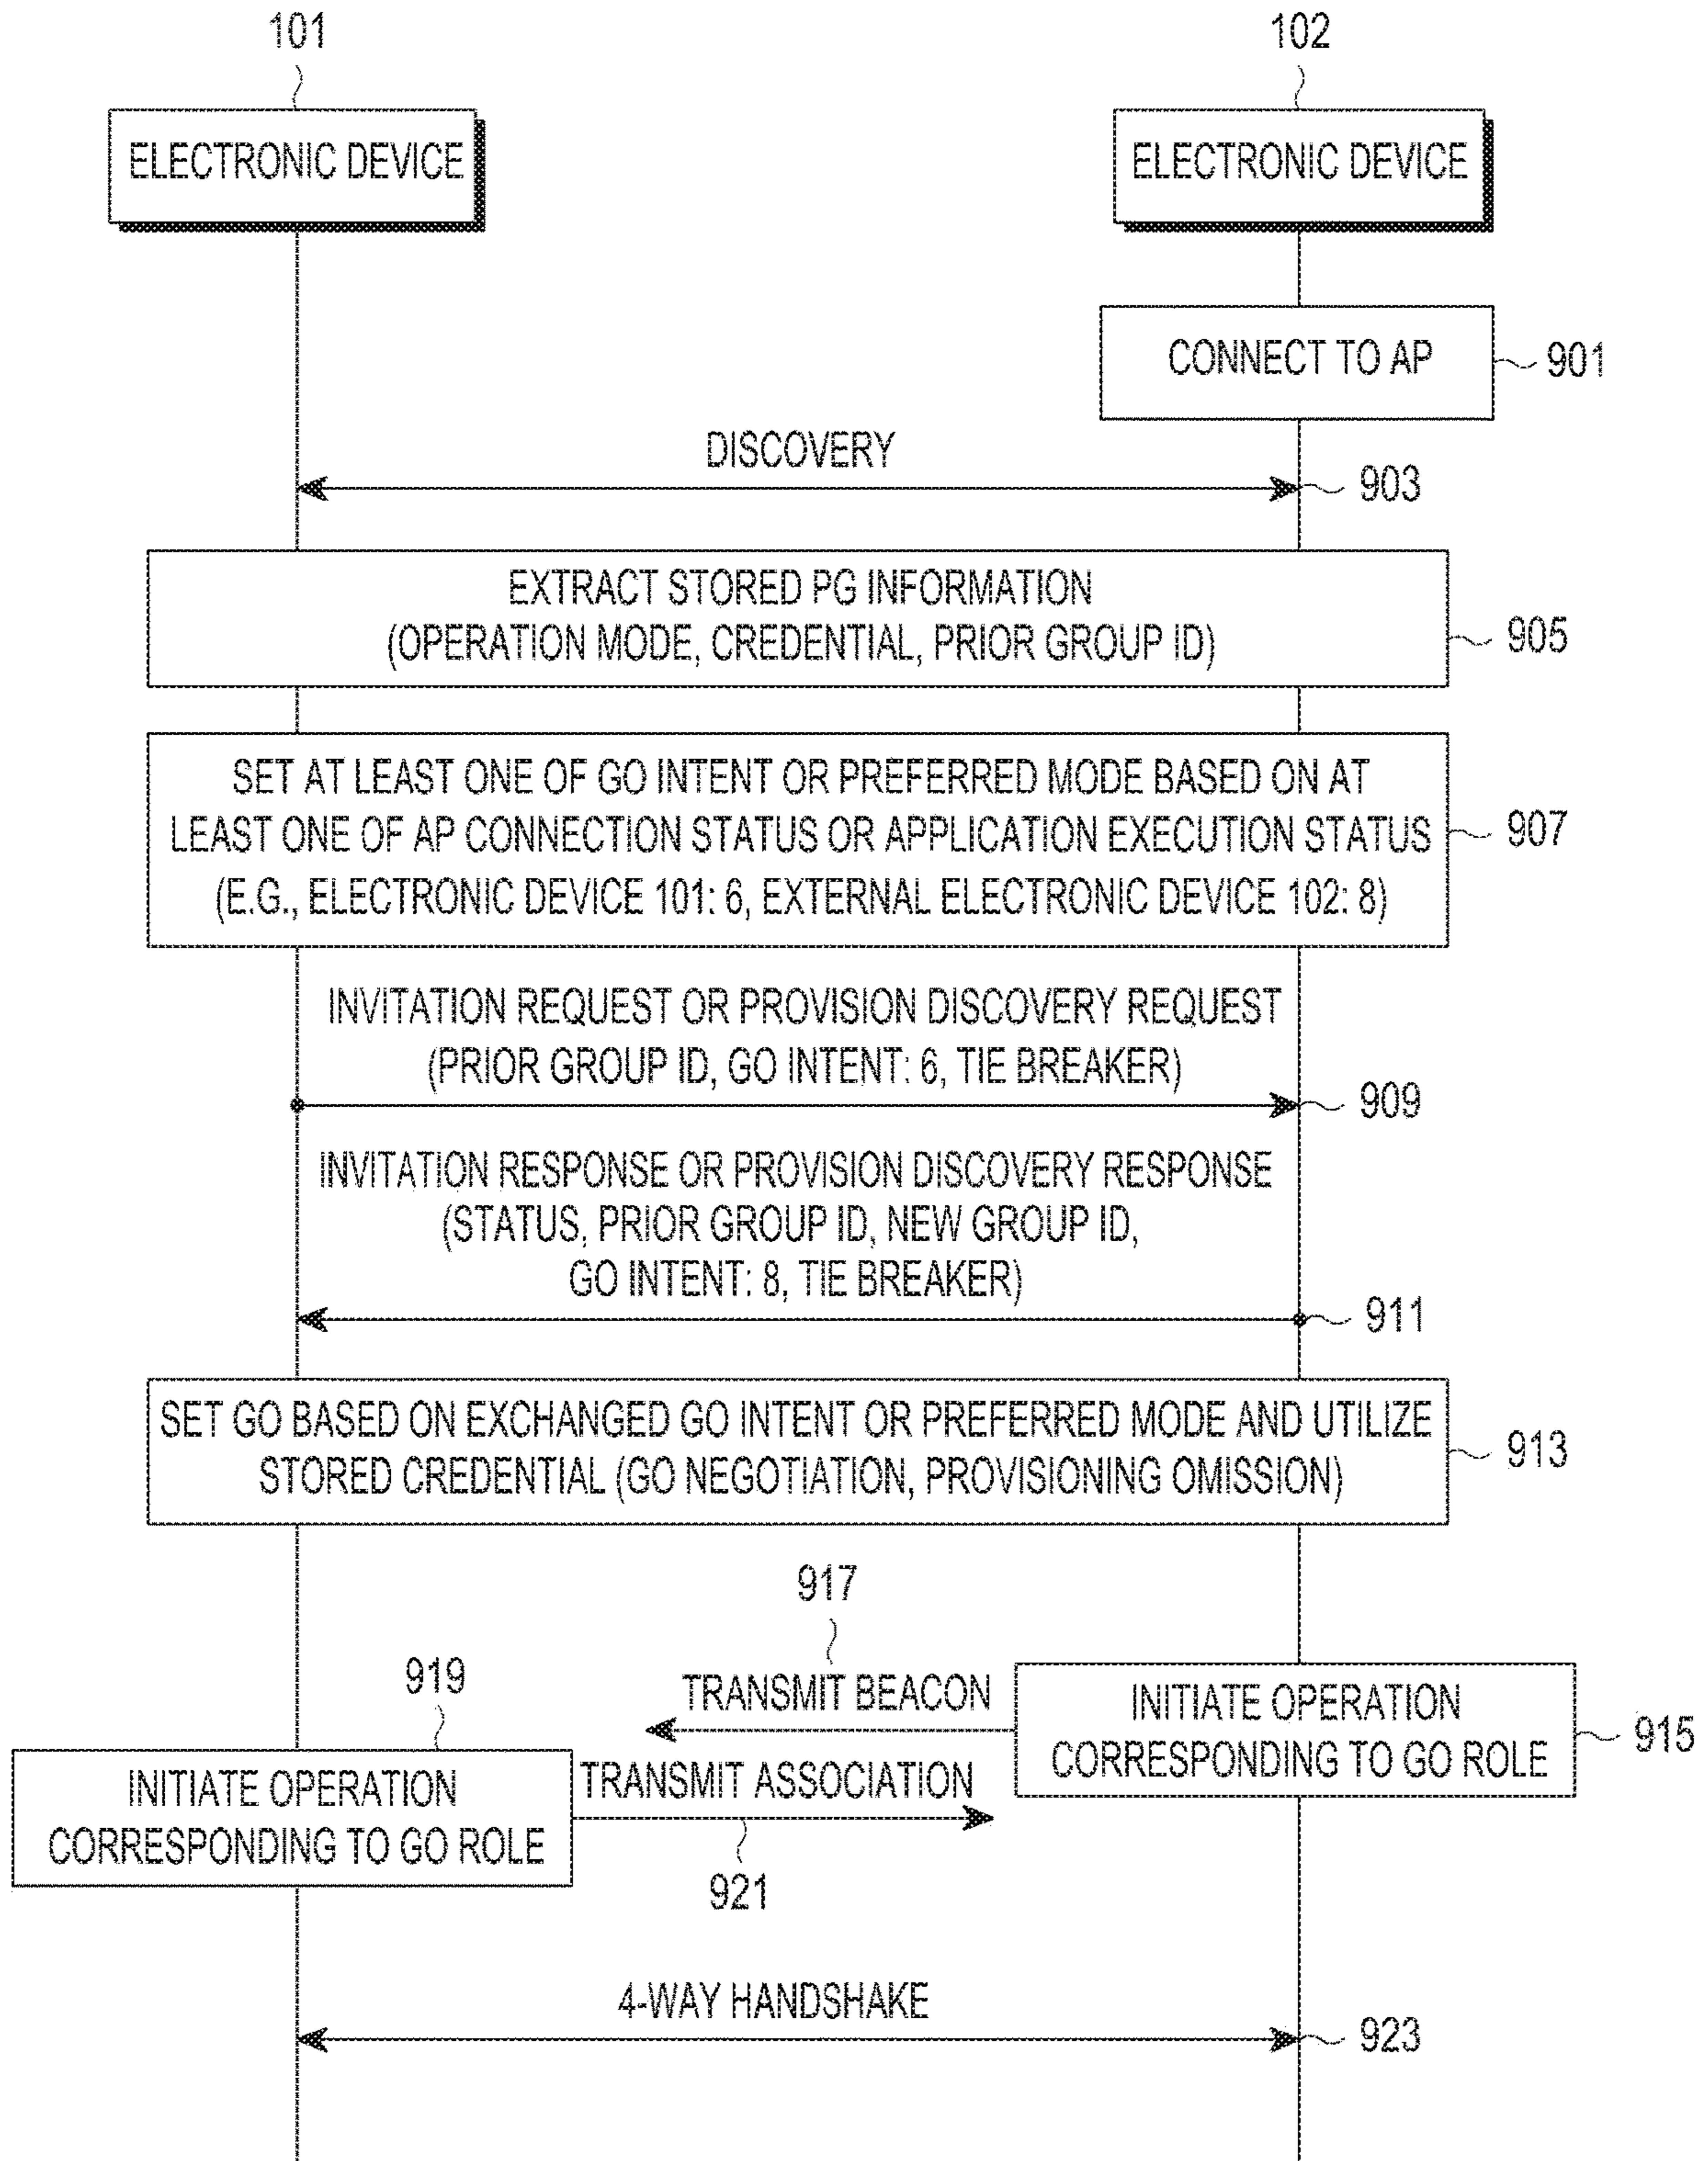 101
102
ELECTRONIC DEVICE
ELECTRONIC DEVICE
CONNECT TO AP
901
DISCOVERY
903
EXTRACT STORED PG INFORMATION
(OPERATION MODE, CREDENTIAL, PRIOR GROUP ID)
905
SET AT LEAST ONE OF GO INTENT OR PREFERRED MODE BASED ON AT
LEAST ONE OF AP CONNECTION STATUS OR APPLICATION EXECUTION STATUS
(E.G., ELECTRONIC DEVICE 101: 6, EXTERNAL ELECTRONIC DEVICE 102: 8)
907
INVITATION REQUEST OR PROVISION DISCOVERY REQUEST
(PRIOR GROUP ID, GO INTENT: 6, TIE BREAKER)
909
INVITATION RESPONSE OR PROVISION DISCOVERY RESPONSE
(STATUS, PRIOR GROUP ID, NEW GROUP ID,
GO INTENT: 8, TIE BREAKER)
911
SET GO BASED ON EXCHANGED GO INTENT OR PREFERRED MODE AND UTILIZE
STORED CREDENTIAL (GO NEGOTIATION, PROVISIONING OMISSION)
913
917
TRANSMIT BEACON
INITIATE OPERATION
CORRESPONDING TO GO ROLE
915
919
INITIATE OPERATION
CORRESPONDING TO GO ROLE
TRANSMIT ASSOCIATION
921
4-WAY HANDSHAKE
923